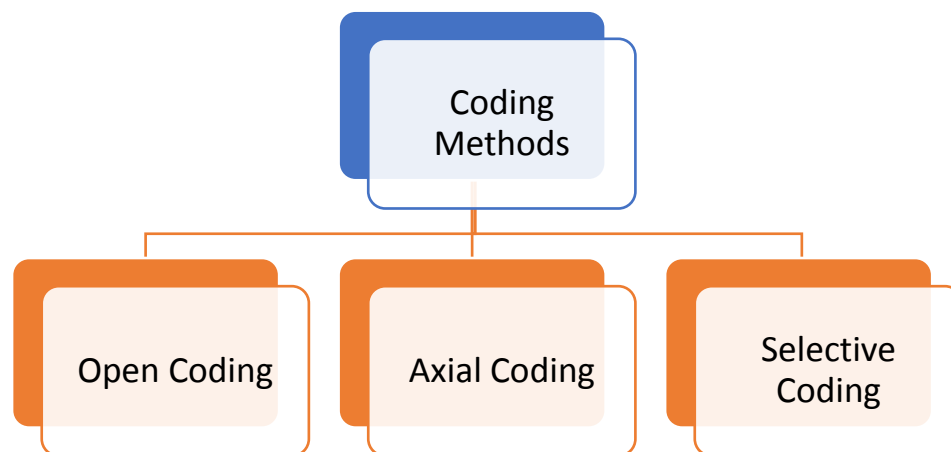 Coding
Methods
Open Coding
Axial Coding
Selective
Coding